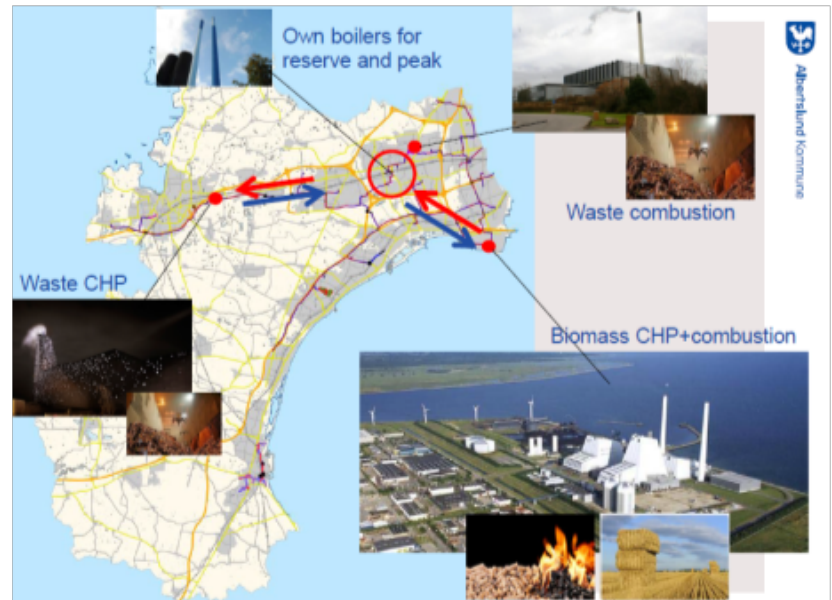 Own boilers for
reserve and peak
Albertslund Kommune
Waste combustion
Waste CHP
Biomass CHP+combustion